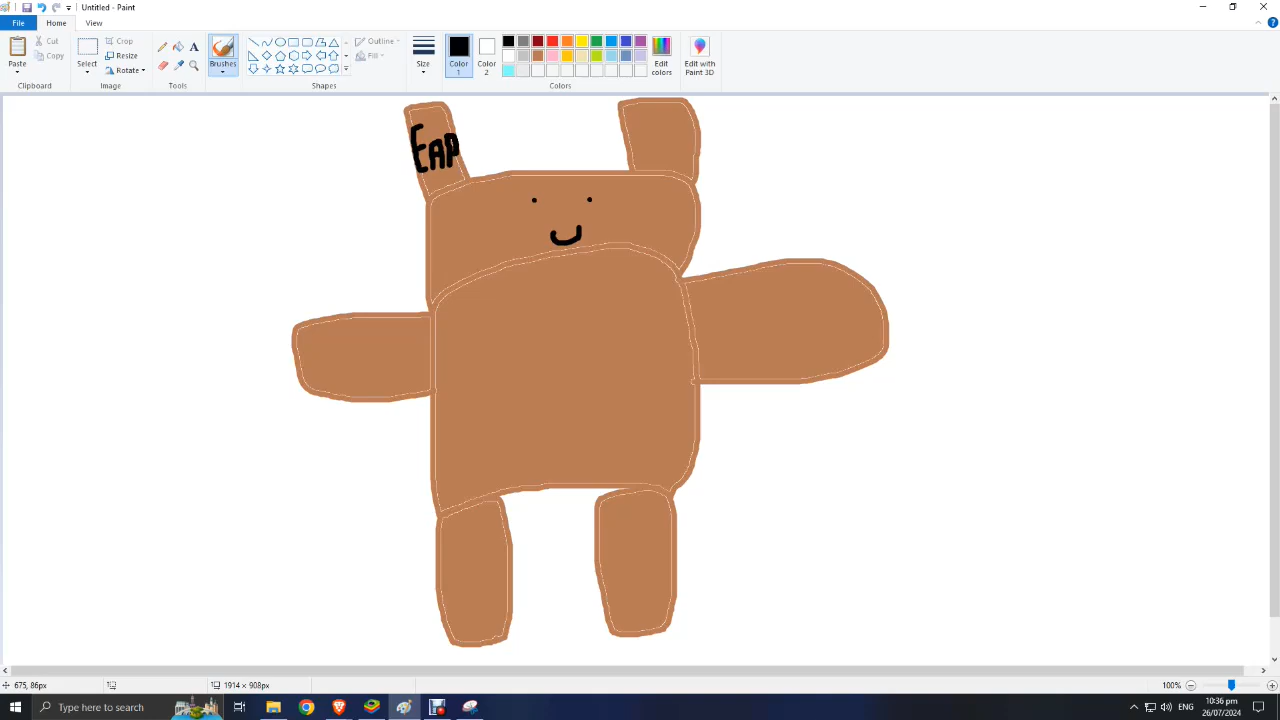 Untitled - Paint
File Home View
Paste
Cut
Copy
Clipboard
Select
Crop
Resize
Rotate
Image
Tools
Brushes
Shapes
Outline
Fill
Size
Color 1
Color 2
Colors
Edit colors
Edit with Paint 3D
EAP
675, 86px
1914 × 908px
100%
Type here to search
ENG
10:36 pm
26/07/2024